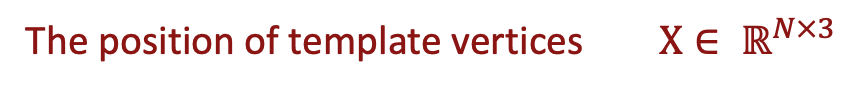 The position of template vertices X ∈ ℝ^{N×3}